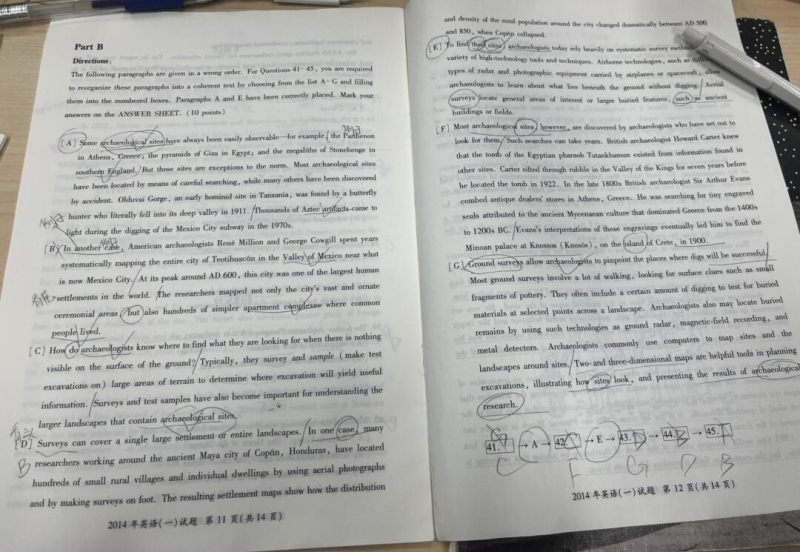 Part B
Directions:
The following paragraphs are given in a wrong order. For Questions 41-45, you are required
to reorganize these paragraphs into a coherent text by choosing from the list A-G and filling
them into the numbered boxes. Paragraphs A and E have been correctly placed. Mark your
answers on the ANSWER SHEET. (10 points)
[A] Some archaeological sites have always been easily observable—for example, the Parthenon
in Athens, Greece; the pyramids of Giza in Egypt; and the megaliths of Stonehenge in
southern England. But these sites are exceptions to the norm. Most archaeological sites
have been located by means of careful searching, while many others have been discovered
by accident. Olduvai Gorge, an early hominid site in Tanzania, was found by a butterfly
hunter who literally fell into its deep valley in 1911. Thousands of Aztec artifacts came to
light during the digging of the Mexico City subway in the 1970s.
[B] In another case, American archaeologists René Million and George Cowgill spent years
systematically mapping the entire city of Teotihuacán in the Valley of Mexico near what
is now Mexico City. At its peak around AD 600, this city was one of the largest human
settlements in the world. The researchers mapped not only the city's vast and ornate
ceremonial areas, but also hundreds of simpler apartment complexes where common
people lived.
[C] How do archaeologists know where to find what they are looking for when there is nothing
visible on the surface of the ground? Typically, they survey and sample (make test
excavations on) large areas of terrain to determine where excavation will yield useful
information. Surveys and test samples have also become important for understanding the
larger landscapes that contain archaeological sites.
[D] Surveys can cover a single large settlement or entire landscapes. In one case, many
researchers working around the ancient Maya city of Copán, Honduras, have located
hundreds of small rural villages and individual dwellings by using aerial photographs
and by making surveys on foot. The resulting settlement maps show how the distribution
2014 年英语(一)试题 第 11 页(共 14 页)
and density of the rural population around the city changed dramatically between AD 500
and 850, when Copán collapsed.
[E] To find their sites, archaeologists today rely heavily on systematic survey
variety of high-technology tools and techniques. Airborne technologies, such as
types of radar and photographic equipment carried by airplanes or spacecraft, allow
archaeologists to learn about what lies beneath the ground without digging. Aerial
surveys locate general areas of interest or larger buried features, such as ancient
buildings or fields.
[F] Most archaeological sites, however, are discovered by archaeologists who have set out to
look for them. Such searches can take years. British archaeologist Howard Carter knew
that the tomb of the Egyptian pharaoh Tutankhamun existed from information found in
other sites. Carter sifted through rubble in the Valley of the Kings for seven years before
he located the tomb in 1922. In the late 1800s British archaeologist Sir Arthur Evans
combed antique dealers' stores in Athens, Greece. He was searching for tiny engraved
seals attributed to the ancient Mycenaean culture that dominated Greece from the 1400s
to 1200s BC. Evans's interpretations of these engravings eventually led him to find the
Minoan palace at Knossos (Knosós), on the island of Crete, in 1900.
[G] Ground surveys allow archaeologists to pinpoint the places where digs will be successful.
Most ground surveys involve a lot of walking, looking for surface clues such as small
fragments of pottery. They often include a certain amount of digging to test for buried
materials at selected points across a landscape. Archaeologists also may locate buried
remains by using such technologies as ground radar, magnetic-field recording, and
metal detectors. Archaeologists commonly use computers to map sites and the
landscapes around sites. Two- and three-dimensional maps are helpful tools in planning
excavations, illustrating how sites look, and presenting the results of archaeological
research.
41. → A → 42. → E → 43. → 44. → 45.
C F G D B
2014 年英语(一)试题 第 12 页(共 14 页)